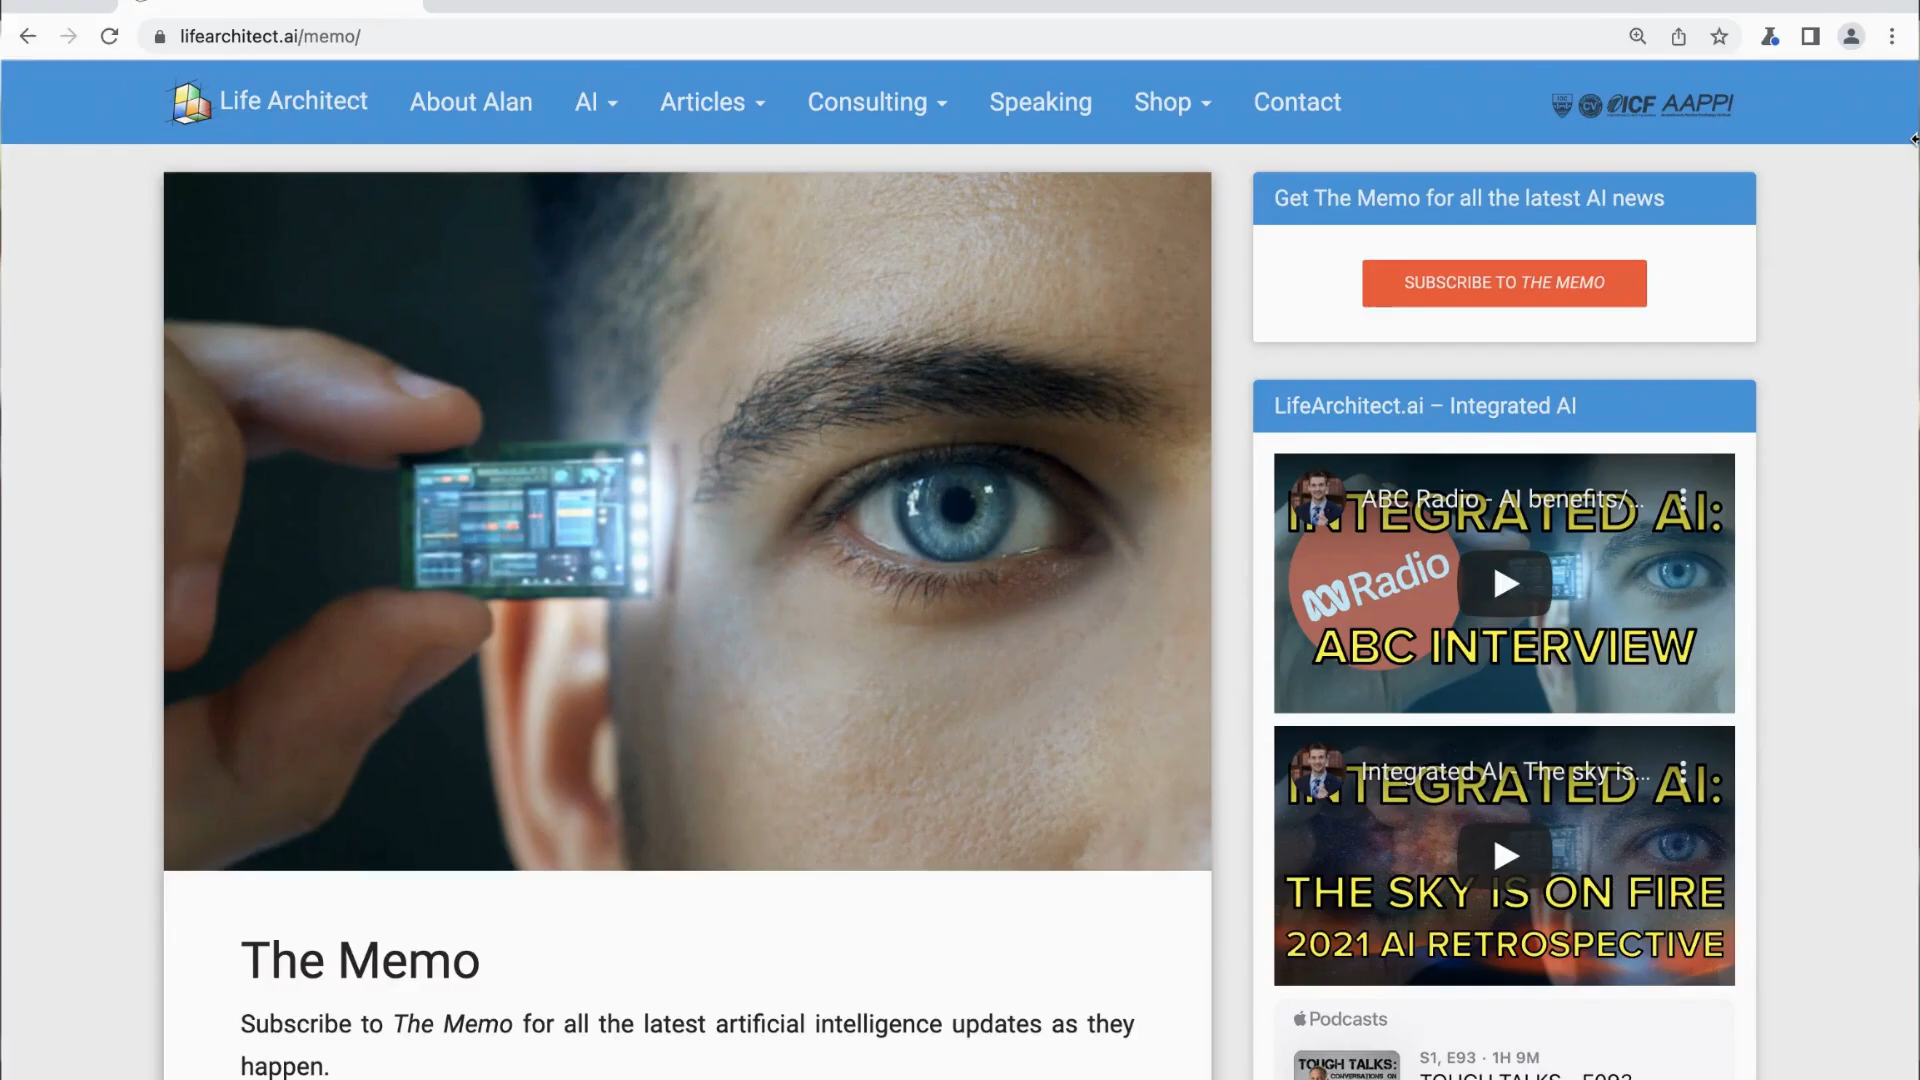 lifearchitect.ai/memo/
Life Architect
About Alan
AI
Articles
Consulting
Speaking
Shop
Contact
CV
ICF
AAPPI
Get The Memo for all the latest AI news
SUBSCRIBE TO THE MEMO
LifeArchitect.ai – Integrated AI
ABC Radio - AI benefits/...
INTEGRATED AI:
Radio
ABC INTERVIEW
Integrated AI - The sky is...
INTEGRATED AI:
THE SKY IS ON FIRE
2021 AI RETROSPECTIVE
Podcasts
S1, E93 · 1H 9M
TOUGH TALKS:
TOUGH TALKS – E093
The Memo
Subscribe to The Memo for all the latest artificial intelligence updates as they
happen.